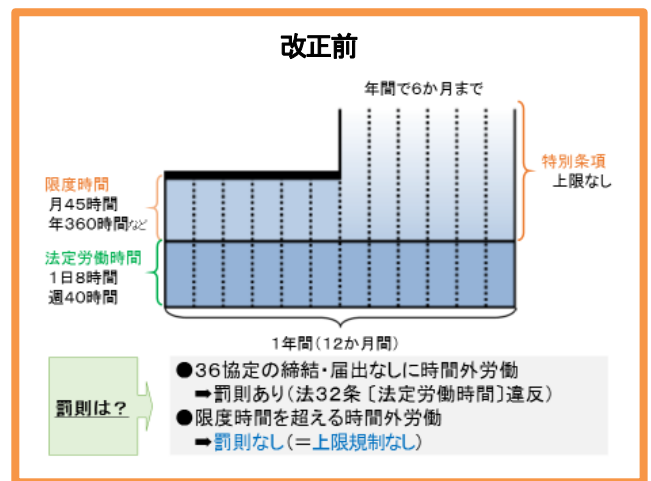 改正前
年間で6か月まで
特別条項
上限なし
限度時間
月45時間
年360時間など
法定労働時間
1日8時間
週40時間
1年間(12か月間)
罰則は?
●36協定の締結・届出なしに時間外労働
➡罰則あり(法32条〔法定労働時間〕違反)
●限度時間を超える時間外労働
➡罰則なし(=上限規制なし)